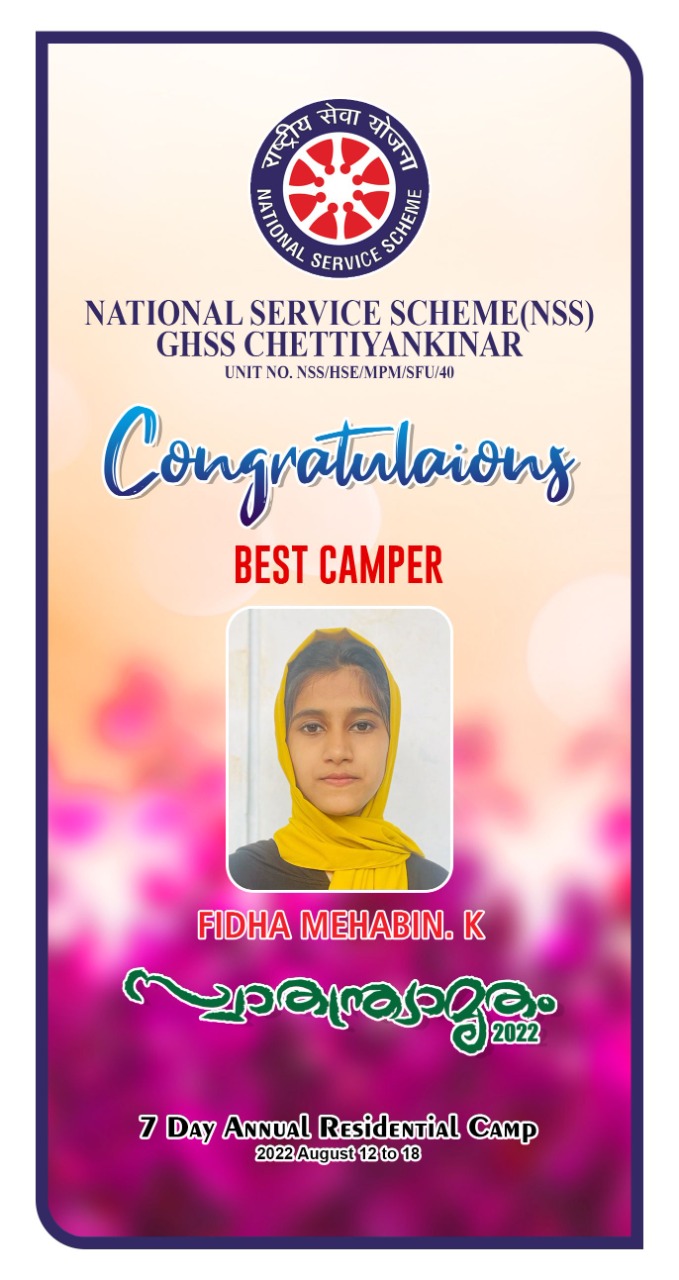 राष्ट्रीय सेवा योजना
NATIONAL SERVICE SCHEME
NATIONAL SERVICE SCHEME(NSS)
GHSS CHETTIYANKINAR
UNIT NO. NSS/HSE/MPM/SFU/40
Congratulaions
BEST CAMPER
FIDHA MEHABIN. K
സ്വാതന്ത്ര്യാമൃതം
2022
7 Day Annual Residential Camp
2022 August 12 to 18